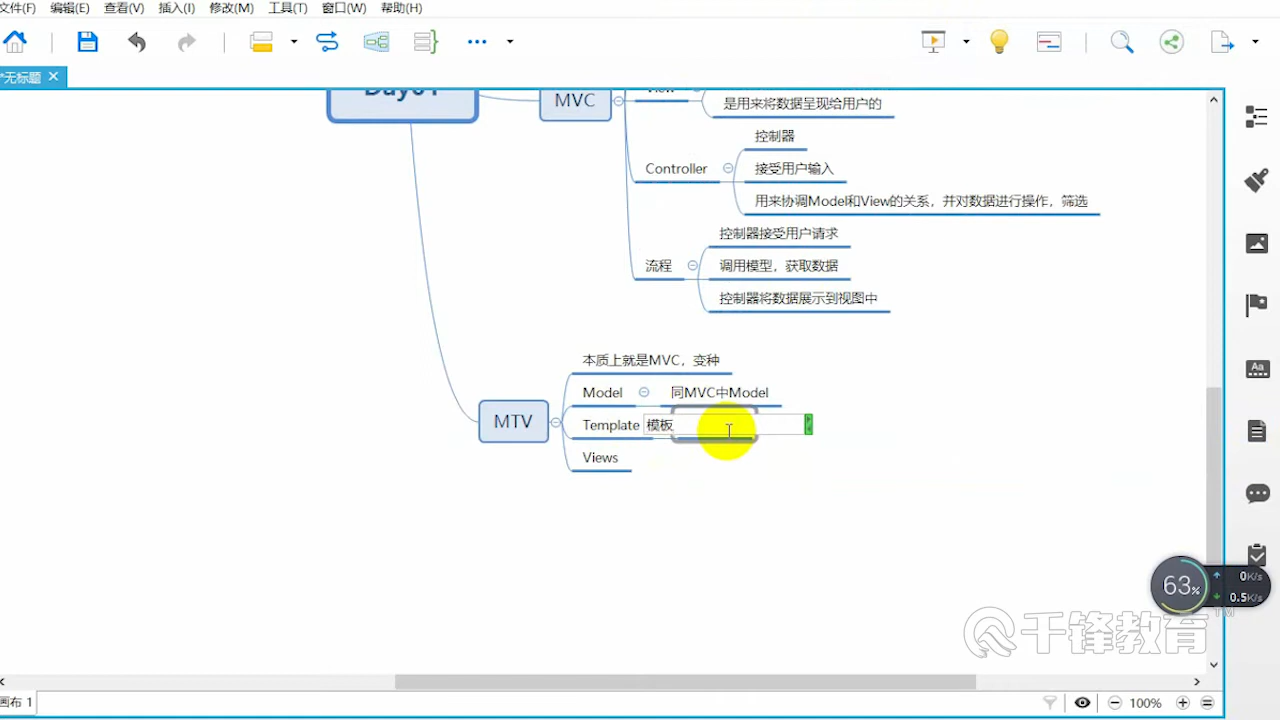 文件(F) 编辑(E) 查看(V) 插入(I) 修改(M) 工具(T) 窗口(W) 帮助(H)
*无标题
Day01
MVC
View
是用来将数据呈现给用户的
控制器
Controller
接受用户输入
用来协调Model和View的关系，并对数据进行操作，筛选
控制器接受用户请求
流程
调用模型，获取数据
控制器将数据展示到视图中
本质上就是MVC，变种
Model
同MVC中Model
MTV
Template
模板
Views
63%
0K/s
0.5K/s
千锋教育
TM
画布 1
100%
Aa